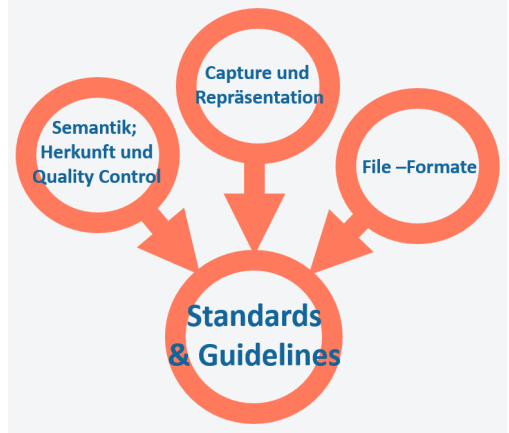 Capture und
Repräsentation
Semantik;
Herkunft und
Quality Control
File –Formate
Standards
& Guidelines